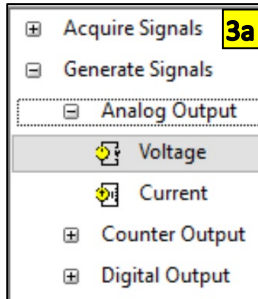 Acquire Signals 3a
Generate Signals
Analog Output
Voltage
Current
Counter Output
Digital Output